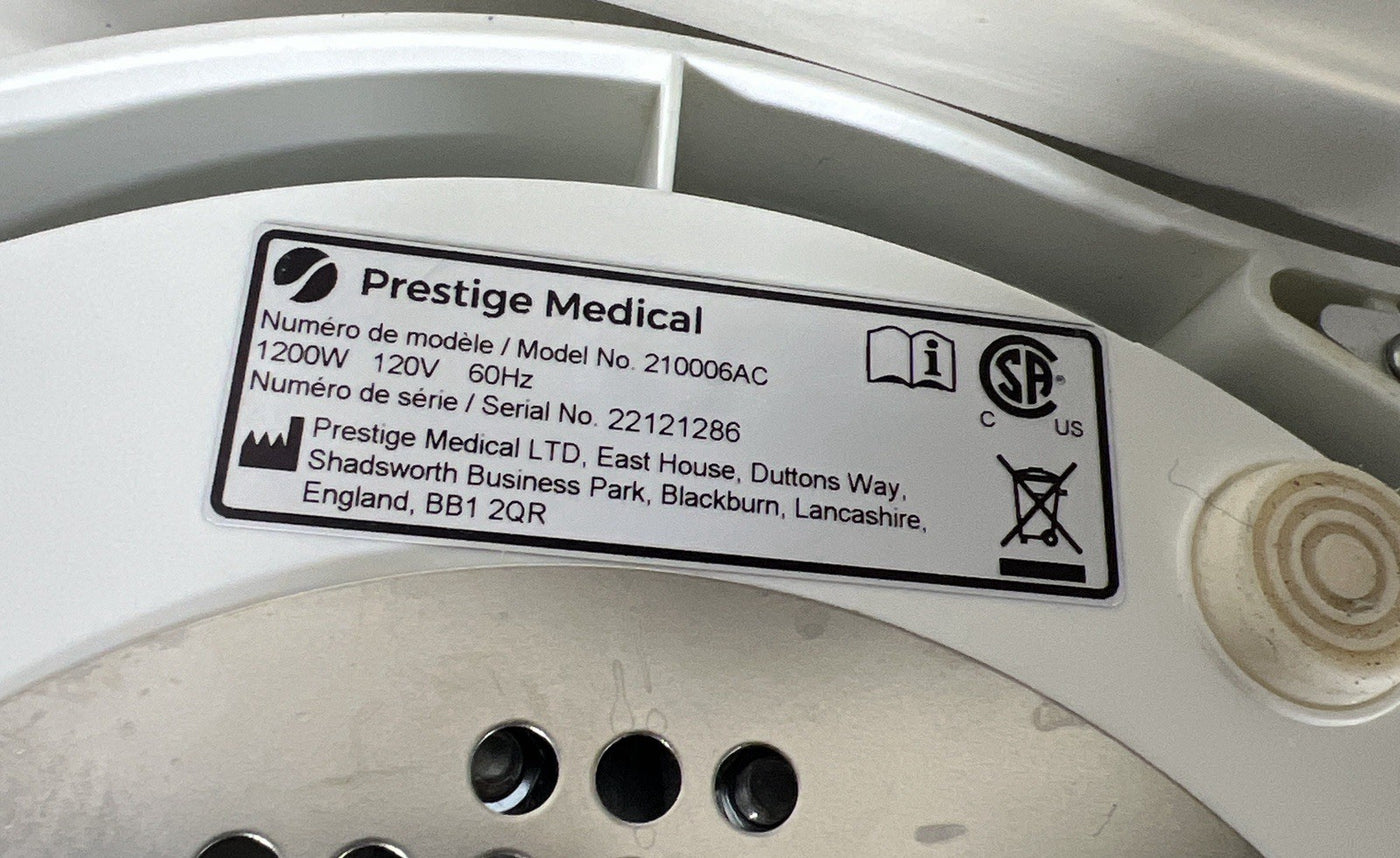 Prestige Medical
Numéro de modèle / Model No. 210006AC
1200W 120V 60Hz
Numéro de série / Serial No. 22121286
Prestige Medical LTD, East House, Duttons Way,
Shadsworth Business Park, Blackburn, Lancashire,
England, BB1 2QR
i
SA
®
C US